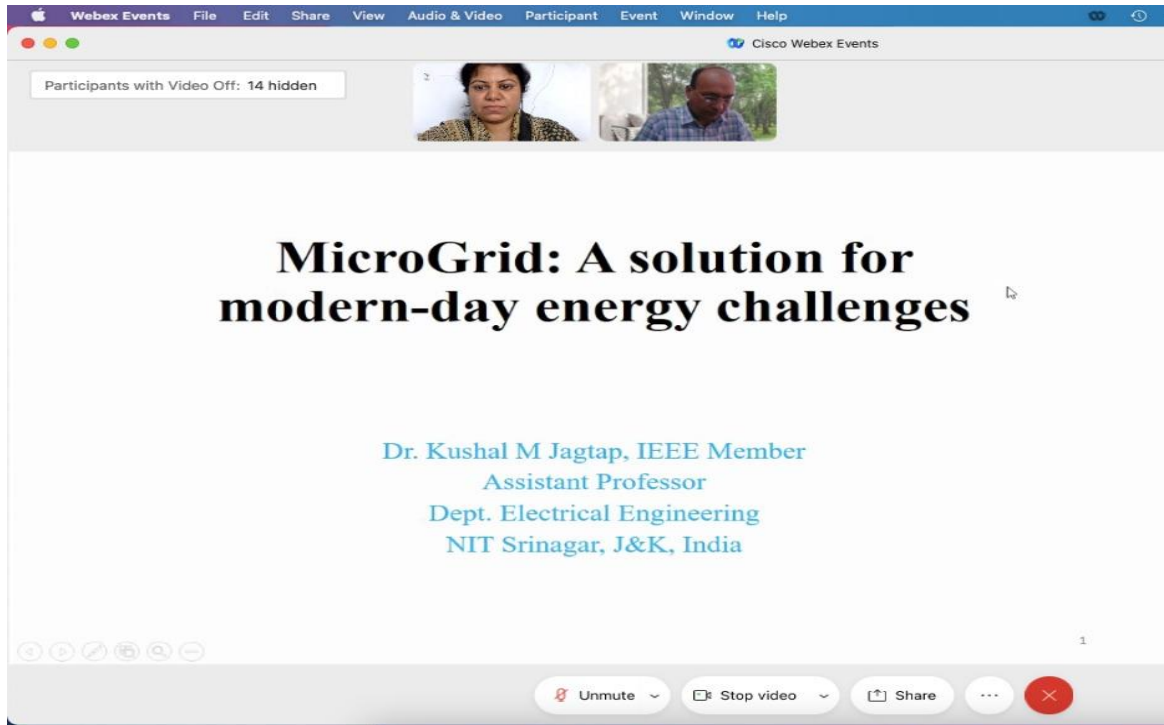 Webex Events File Edit Share View Audio & Video Participant Event Window Help
Cisco Webex Events
Participants with Video Off: 14 hidden
2
MicroGrid: A solution for
modern-day energy challenges
Dr. Kushal M Jagtap, IEEE Member
Assistant Professor
Dept. Electrical Engineering
NIT Srinagar, J&K, India
1
Unmute Stop video Share